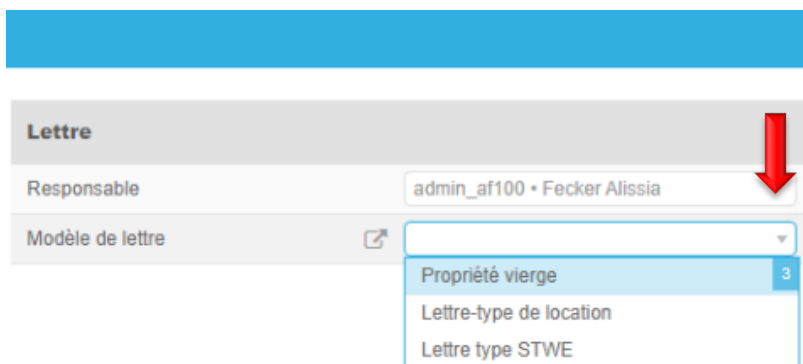 Lettre
Responsable admin_af100 • Fecker Alissia
Modèle de lettre
Propriété vierge 3
Lettre-type de location
Lettre type STWE